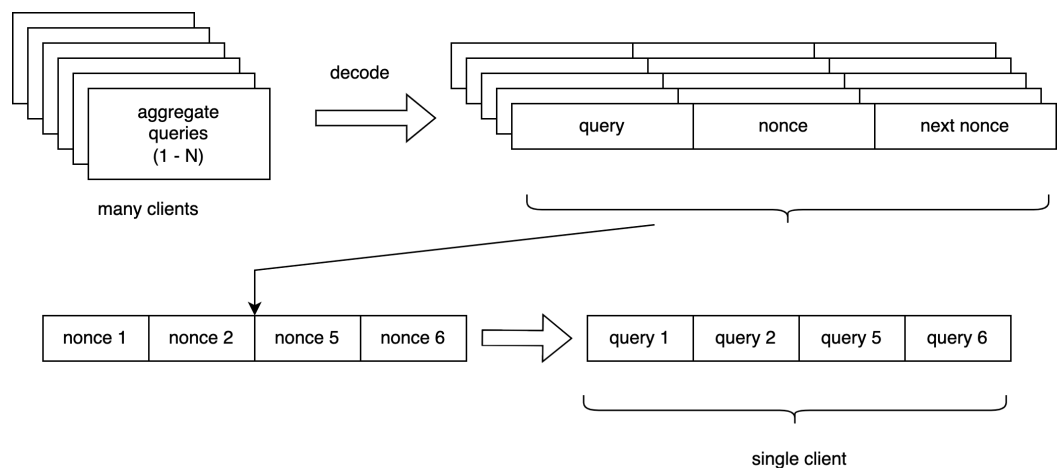 decode
aggregate
queries
(1 - N)
query
nonce
next nonce
many clients
nonce 1
nonce 2
nonce 5
nonce 6
query 1
query 2
query 5
query 6
single client